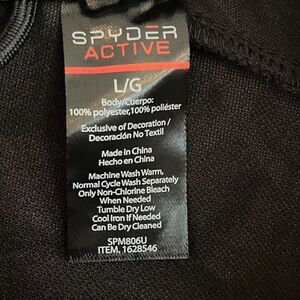 SPYDER
ACTIVE
L/G
Body/Cuerpo:
100% polyester,100% poliéster
Exclusive of Decoration /
Decoración No Textil
Made in China
Hecho en China
Machine Wash Warm,
Normal Cycle Wash Separately
Only Non-Chlorine Bleach
When Needed
Tumble Dry Low
Cool Iron If Needed
Can Be Dry Cleaned
SPM806U
ITEM. 1628546